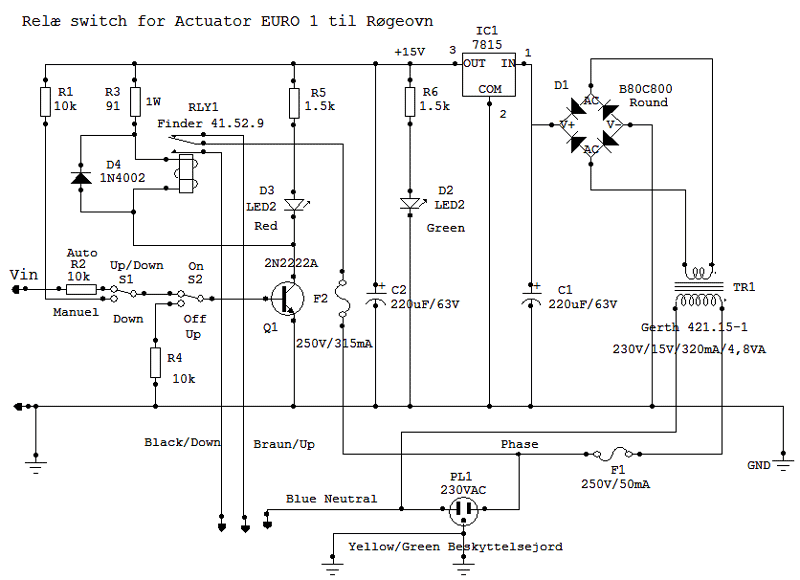 Relæ switch for Actuator EURO 1 til Røgeovn
IC1
7815
+15V
3
OUT IN
1
COM
2
D1
B80C800
Round
AC
V+
V-
AC
R1
10k
R3
91
1W
RLY1
Finder 41.52.9
R5
1.5k
R6
1.5k
D4
1N4002
D3
LED2
Red
D2
LED2
Green
Vin
Auto
R2
10k
Up/Down
S1
On
S2
2N2222A
Q1
F2
250V/315mA
+
C2
220uF/63V
+
C1
220uF/63V
TR1
Gerth 421.15-1
230V/15V/320mA/4,8VA
Manuel
Down
Off
Up
R4
10k
Black/Down
Braun/Up
Phase
F1
250V/50mA
GND
PL1
230VAC
Blue Neutral
Yellow/Green Beskyttelsejord